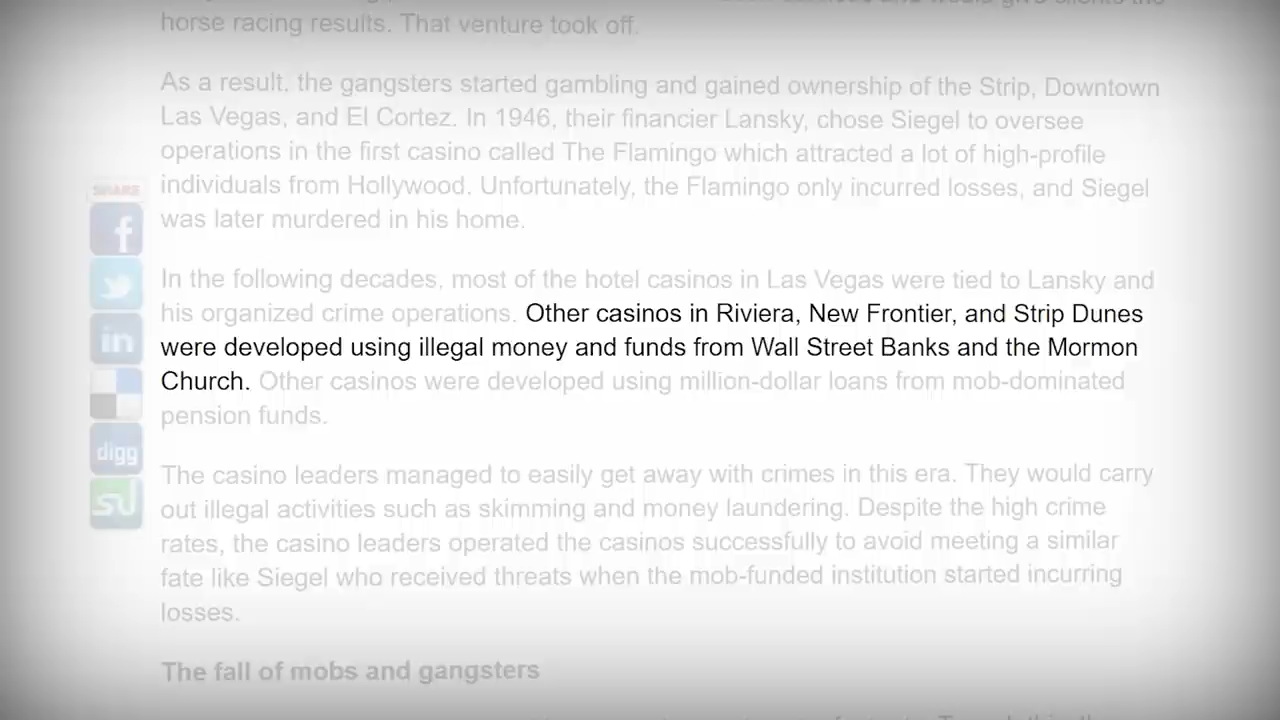 horse racing results. That venture took off.
As a result, the gangsters started gambling and gained ownership of the Strip, Downtown
Las Vegas, and El Cortez. In 1946, their financier Lansky, chose Siegel to oversee
operations in the first casino called The Flamingo which attracted a lot of high-profile
individuals from Hollywood. Unfortunately, the Flamingo only incurred losses, and Siegel
was later murdered in his home.
SHARE
f
in
digg
In the following decades, most of the hotel casinos in Las Vegas were tied to Lansky and
his organized crime operations. Other casinos in Riviera, New Frontier, and Strip Dunes
were developed using illegal money and funds from Wall Street Banks and the Mormon
Church. Other casinos were developed using million-dollar loans from mob-dominated
pension funds.
The casino leaders managed to easily get away with crimes in this era. They would carry
out illegal activities such as skimming and money laundering. Despite the high crime
rates, the casino leaders operated the casinos successfully to avoid meeting a similar
fate like Siegel who received threats when the mob-funded institution started incurring
losses.
The fall of mobs and gangsters